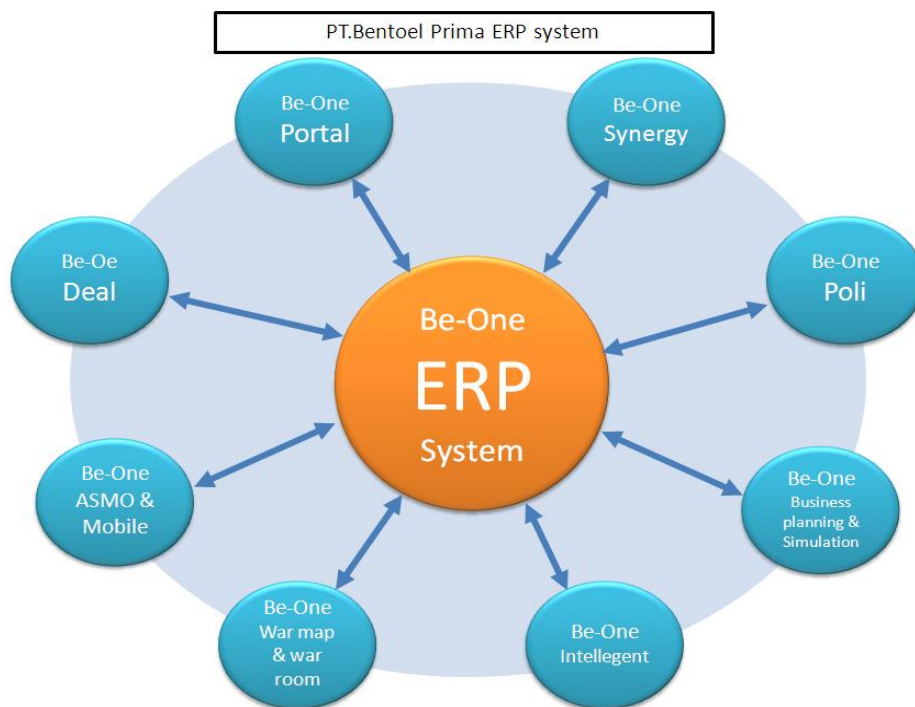 PT.Bentoel Prima ERP system
Be-One
Portal
Be-One
Synergy
Be-Oe
Deal
Be-One
Poli
Be-One
ERP
System
Be-One
ASMO &
Mobile
Be-One
Business
planning &
Simulation
Be-One
War map
& war
room
Be-One
Intellegent